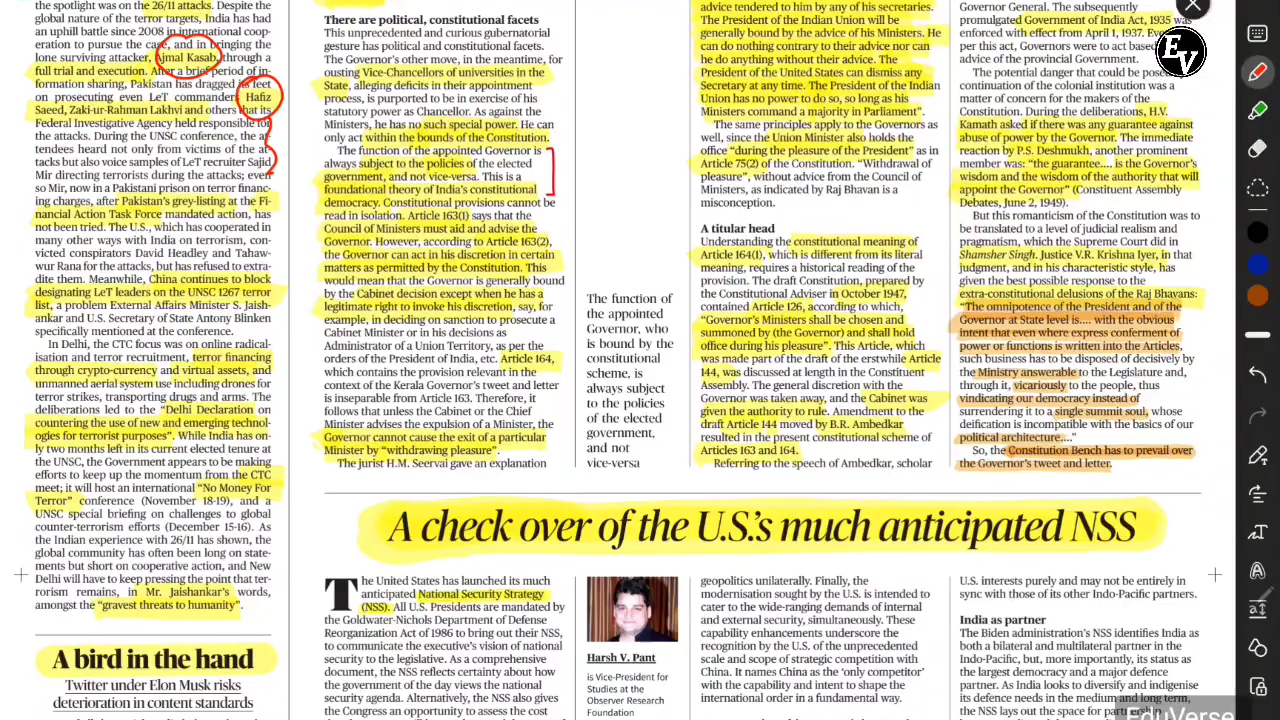 the spotlight was on the 26/11 attacks. Despite the
global nature of the terror targets, India has had
an uphill battle since 2008 in international coop-
eration to pursue the case, and in bringing the
lone surviving attacker, Ajmal Kasab, through a
full trial and execution. After a brief period of in-
formation sharing, Pakistan has dragged its feet
on prosecuting even LeT commanders Hafiz
Saeed, Zaki-ur-Rahman Lakhvi and others that its
Federal Investigative Agency held responsible for
the attacks. During the UNSC conference, the at-
tendees heard not only from victims of the at-
tacks but also voice samples of LeT recruiter Sajid
Mir directing terrorists during the attacks; even
so Mir, now in a Pakistani prison on terror financ-
ing charges, after Pakistan's grey-listing at the Fi-
nancial Action Task Force mandated action, has
not been tried. The U.S., which has cooperated in
many other ways with India on terrorism, con-
victed conspirators David Headley and Tahaw-
wur Rana for the attacks, but has refused to extra-
dite them. Meanwhile, China continues to block
designating LeT leaders on the UNSC 1267 terror
list, a problem External Affairs Minister S. Jaish-
ankar and U.S. Secretary of State Antony Blinken
specifically mentioned at the conference.
In Delhi, the CTC focus was on online radical-
isation and terror recruitment, terror financing
through crypto-currency and virtual assets, and
unmanned aerial system use including drones for
terror strikes, transporting drugs and arms. The
deliberations led to the "Delhi Declaration on
countering the use of new and emerging technol-
ogies for terrorist purposes". While India has on-
ly two months left in its current elected tenure at
the UNSC, the Government appears to be making
efforts to keep up the momentum from the CTC
meet; it will host an international "No Money For
Terror" conference (November 18-19), and a
UNSC special briefing on challenges to global
counter-terrorism efforts (December 15-16). As
the Indian experience with 26/11 has shown, the
global community has often been long on state-
ments but short on cooperative action, and New
Delhi will have to keep pressing the point that ter-
rorism remains, in Mr. Jaishankar's words,
amongst the "gravest threats to humanity".
A bird in the hand
Twitter under Elon Musk risks
deterioration in content standards
There are political, constitutional facets
This unprecedented and curious gubernatorial
gesture has political and constitutional facets.
The Governor's other move, in the meantime, for
ousting Vice-Chancellors of universities in the
State, alleging deficits in their appointment
process, is purported to be in exercise of his
statutory power as Chancellor. As against the
Ministers, he has no such special power. He can
only act within the bounds of the Constitution.
The function of the appointed Governor is
always subject to the policies of the elected
government, and not vice-versa. This is a
foundational theory of India's constitutional
democracy. Constitutional provisions cannot be
read in isolation. Article 163(1) says that the
Council of Ministers must aid and advise the
Governor. However, according to Article 163(2),
the Governor can act in his discretion in certain
matters as permitted by the Constitution. This
would mean that the Governor is generally bound
by the Cabinet decision except when he has a
legitimate right to invoke his discretion, say, for
example, in deciding on sanction to prosecute a
Cabinet Minister or in his decisions as
Administrator of a Union Territory, as per the
orders of the President of India, etc. Article 164,
which contains the provision relevant in the
context of the Kerala Governor's tweet and letter
is inseparable from Article 163. Therefore, it
follows that unless the Cabinet or the Chief
Minister advises the expulsion of a Minister, the
Governor cannot cause the exit of a particular
Minister by "withdrawing pleasure".
The jurist H.M. Seervai gave an explanation
The function of
the appointed
Governor, who
is bound by the
constitutional
scheme, is
always subject
to the policies
of the elected
government,
and not
vice-versa
advice tendered to him by any of his secretaries.
The President of the Indian Union will be
generally bound by the advice of his Ministers. He
can do nothing contrary to their advice nor can
he do anything without their advice. The
President of the United States can dismiss any
Secretary at any time. The President of the Indian
Union has no power to do so, so long as his
Ministers command a majority in Parliament".
The same principles apply to the Governors as
well, since the Union Minister also holds the
office "during the pleasure of the President" as in
Article 75(2) of the Constitution. "Withdrawal of
pleasure", without advice from the Council of
Ministers, as indicated by Raj Bhavan is a
misconception.
A titular head
Understanding the constitutional meaning of
Article 164(1), which is different from its literal
meaning, requires a historical reading of the
provision. The draft Constitution, prepared by
the Constitutional Adviser in October 1947,
contained Article 126, according to which,
"Governor's Ministers shall be chosen and
summoned by (the Governor) and shall hold
office during his pleasure". This Article, which
was made part of the draft of the erstwhile Article
144, was discussed at length in the Constituent
Assembly. The general discretion with the
Governor was taken away, and the Cabinet was
given the authority to rule. Amendment to the
draft Article 144 moved by B.R. Ambedkar
resulted in the present constitutional scheme of
Articles 163 and 164.
Referring to the speech of Ambedkar, scholar
Governor General. The subsequently
promulgated Government of India Act, 1935 was
enforced with effect from April 1, 1937. Even
per this act, Governors were to act based
advice of the provincial Government.
The potential danger that could be pose
continuation of the colonial institution was a
matter of concern for the makers of the
Constitution. During the deliberations, H.V.
Kamath asked if there was any guarantee against
abuse of power by the Governor. The immediate
reaction by P.S. Deshmukh, another prominent
member was: "the guarantee.... is the Governor's
wisdom and the wisdom of the authority that will
appoint the Governor" (Constituent Assembly
Debates, June 2, 1949).
But this romanticism of the Constitution was to
be translated to a level of judicial realism and
pragmatism, which the Supreme Court did in
Shamsher Singh. Justice V.R. Krishna Iyer, in that
judgment, and in his characteristic style, has
given the best possible response to the
extra-constitutional delusions of the Raj Bhavans:
"The omnipotence of the President and of the
Governor at State level is.... with the obvious
intent that even where express conferment of
power or functions is written into the Articles,
such business has to be disposed of decisively by
the Ministry answerable to the Legislature and,
through it, vicariously to the people, thus
vindicating our democracy instead of
surrendering it to a single summit soul, whose
deification is incompatible with the basics of our
political architecture...."
So, the Constitution Bench has to prevail over
the Governor's tweet and letter.
EV
A check over of the U.S.'s much anticipated NSS
The United States has launched its much
anticipated National Security Strategy
(NSS). All U.S. Presidents are mandated by
the Goldwater-Nichols Department of Defense
Reorganization Act of 1986 to bring out their NSS,
to communicate the executive's vision of national
security to the legislative. As a comprehensive
document, the NSS reflects certainty about how
the government of the day views the national
security agenda. Alternatively, the NSS also gives
the Congress an opportunity to assess the cost
Harsh V. Pant
is Vice-President for
Studies at the
Observer Research
Foundation
geopolitics unilaterally. Finally, the
modernisation sought by the U.S. is intended to
cater to the wide-ranging demands of internal
and external security, simultaneously. These
capability enhancements underscore the
recognition by the U.S. of the unprecedented
scale and scope of strategic competition with
China. It names China as the 'only competitor'
with the capability and intent to shape the
international order in a fundamental way.
U.S. interests purely and may not be entirely in
sync with those of its other Indo-Pacific partners.
India as partner
The Biden administration's NSS identifies India as
both a bilateral and multilateral partner in the
Indo-Pacific, but, more importantly, its status as
the largest democracy and a major defence
partner. As India looks to diversify and indigenise
its defence needs in the medium and long term,
the NSS lays out the space for partnership
EduVerse